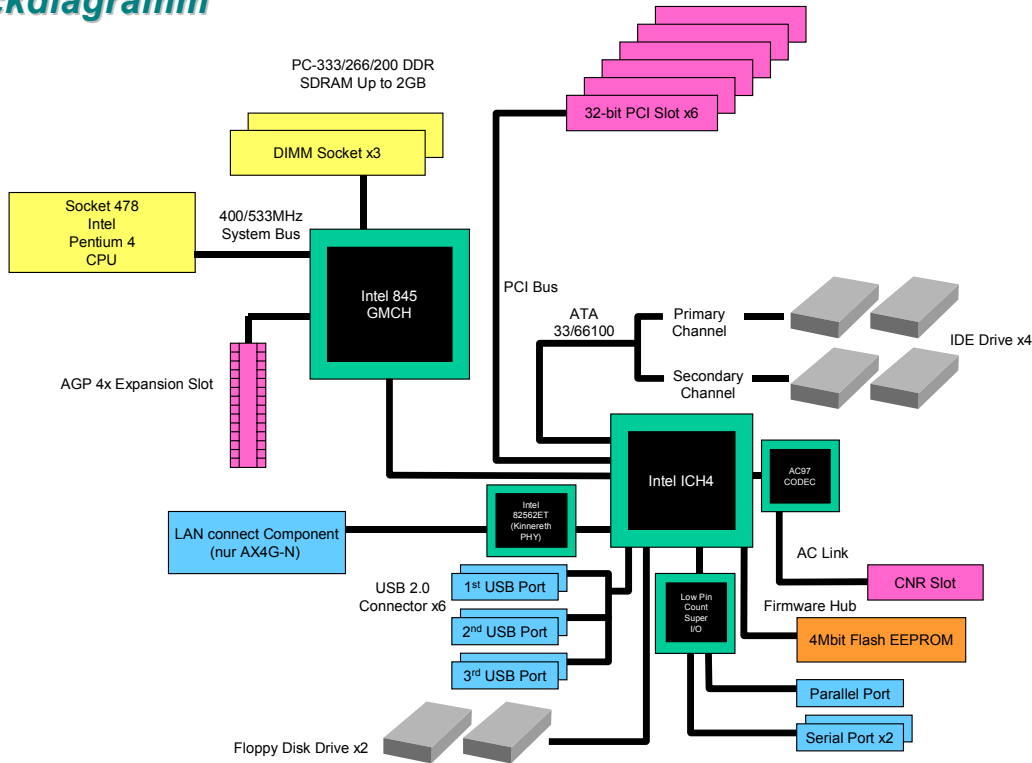 ckdiagramm
PC-333/266/200 DDR
SDRAM Up to 2GB
32-bit PCI Slot x6
DIMM Socket x3
Socket 478
Intel
Pentium 4
CPU
400/533MHz
System Bus
Intel 845
GMCH
PCI Bus
ATA
33/66100
Primary
Channel
IDE Drive x4
Secondary
Channel
AGP 4x Expansion Slot
Intel ICH4
AC97
CODEC
Intel
82562ET
(Kinnereth
PHY)
LAN connect Component
(nur AX4G-N)
AC Link
USB 2.0
Connector x6
1st USB Port
2nd USB Port
3rd USB Port
Low Pin
Count
Super
I/O
CNR Slot
Firmware Hub
4Mbit Flash EEPROM
Parallel Port
Serial Port x2
Floppy Disk Drive x2